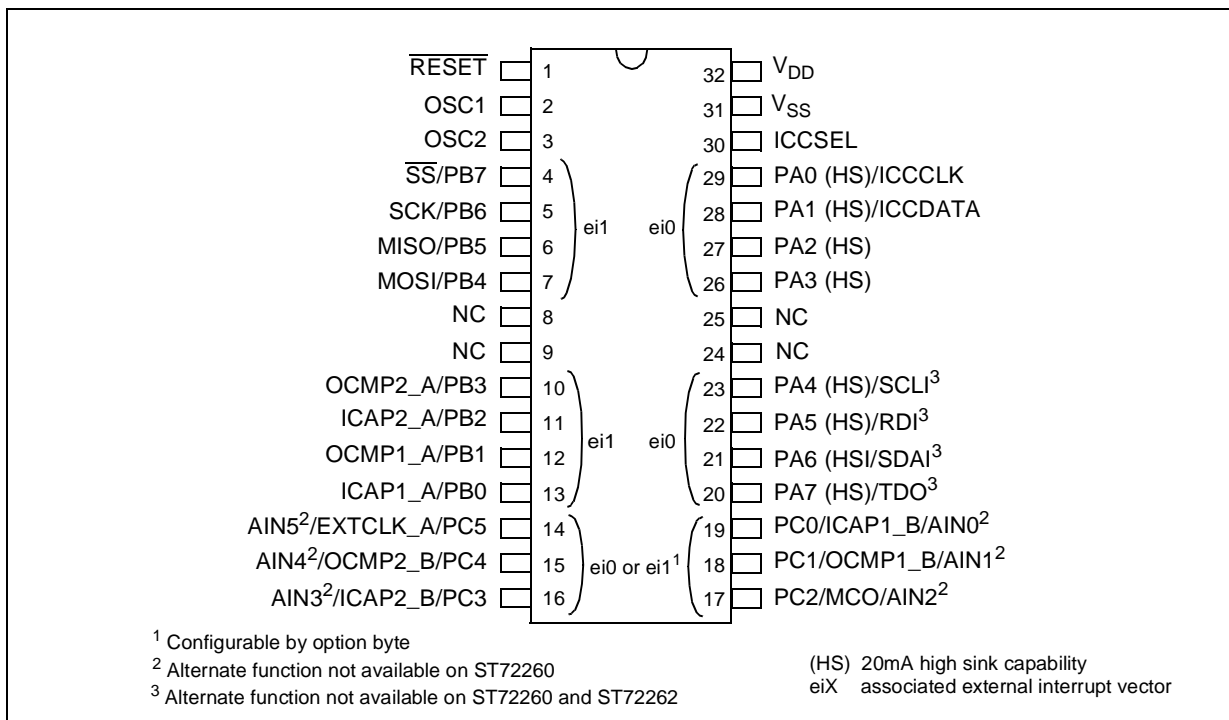 RESET 1 32 VDD
OSC1 2 31 VSS
OSC2 3 30 ICCSEL
SS/PB7 4 29 PA0 (HS)/ICCCLK
SCK/PB6 5 28 PA1 (HS)/ICCDATA
ei1 ei0
MISO/PB5 6 27 PA2 (HS)
MOSI/PB4 7 26 PA3 (HS)
NC 8 25 NC
NC 9 24 NC
OCMP2_A/PB3 10 23 PA4 (HS)/SCLI3
ICAP2_A/PB2 11 22 PA5 (HS)/RDI3
ei1 ei0
OCMP1_A/PB1 12 21 PA6 (HSI/SDAI3
ICAP1_A/PB0 13 20 PA7 (HS)/TDO3
AIN52/EXTCLK_A/PC5 14 19 PC0/ICAP1_B/AIN02
AIN42/OCMP2_B/PC4 15 ei0 or ei11 18 PC1/OCMP1_B/AIN12
AIN32/ICAP2_B/PC3 16 17 PC2/MCO/AIN22
1 Configurable by option byte
2 Alternate function not available on ST72260
3 Alternate function not available on ST72260 and ST72262
(HS) 20mA high sink capability
eiX associated external interrupt vector